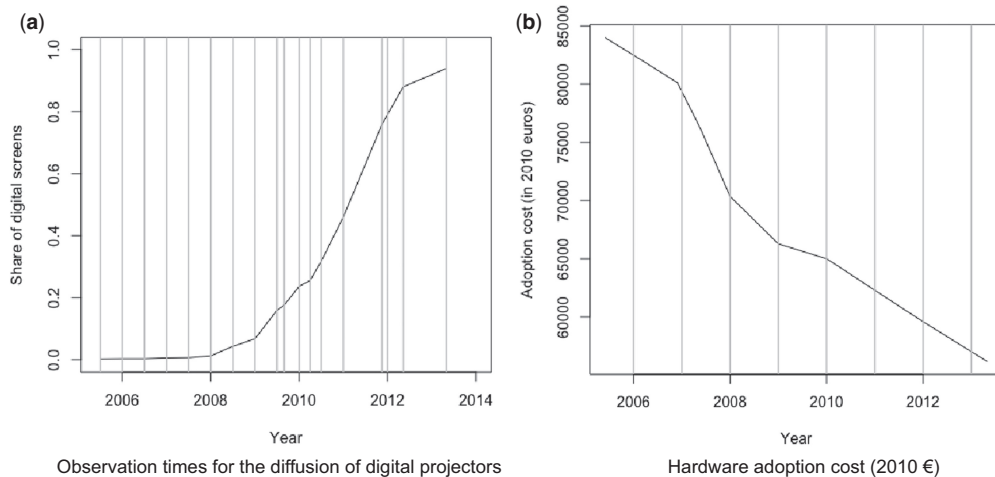 (a)
Share of digital screens
1.0
0.8
0.6
0.4
0.2
0.0
2006 2008 2010 2012 2014
Year
Observation times for the diffusion of digital projectors
(b)
Adoption cost (in 2010 euros)
85000
80000
75000
70000
65000
60000
2006 2008 2010 2012
Year
Hardware adoption cost (2010 €)